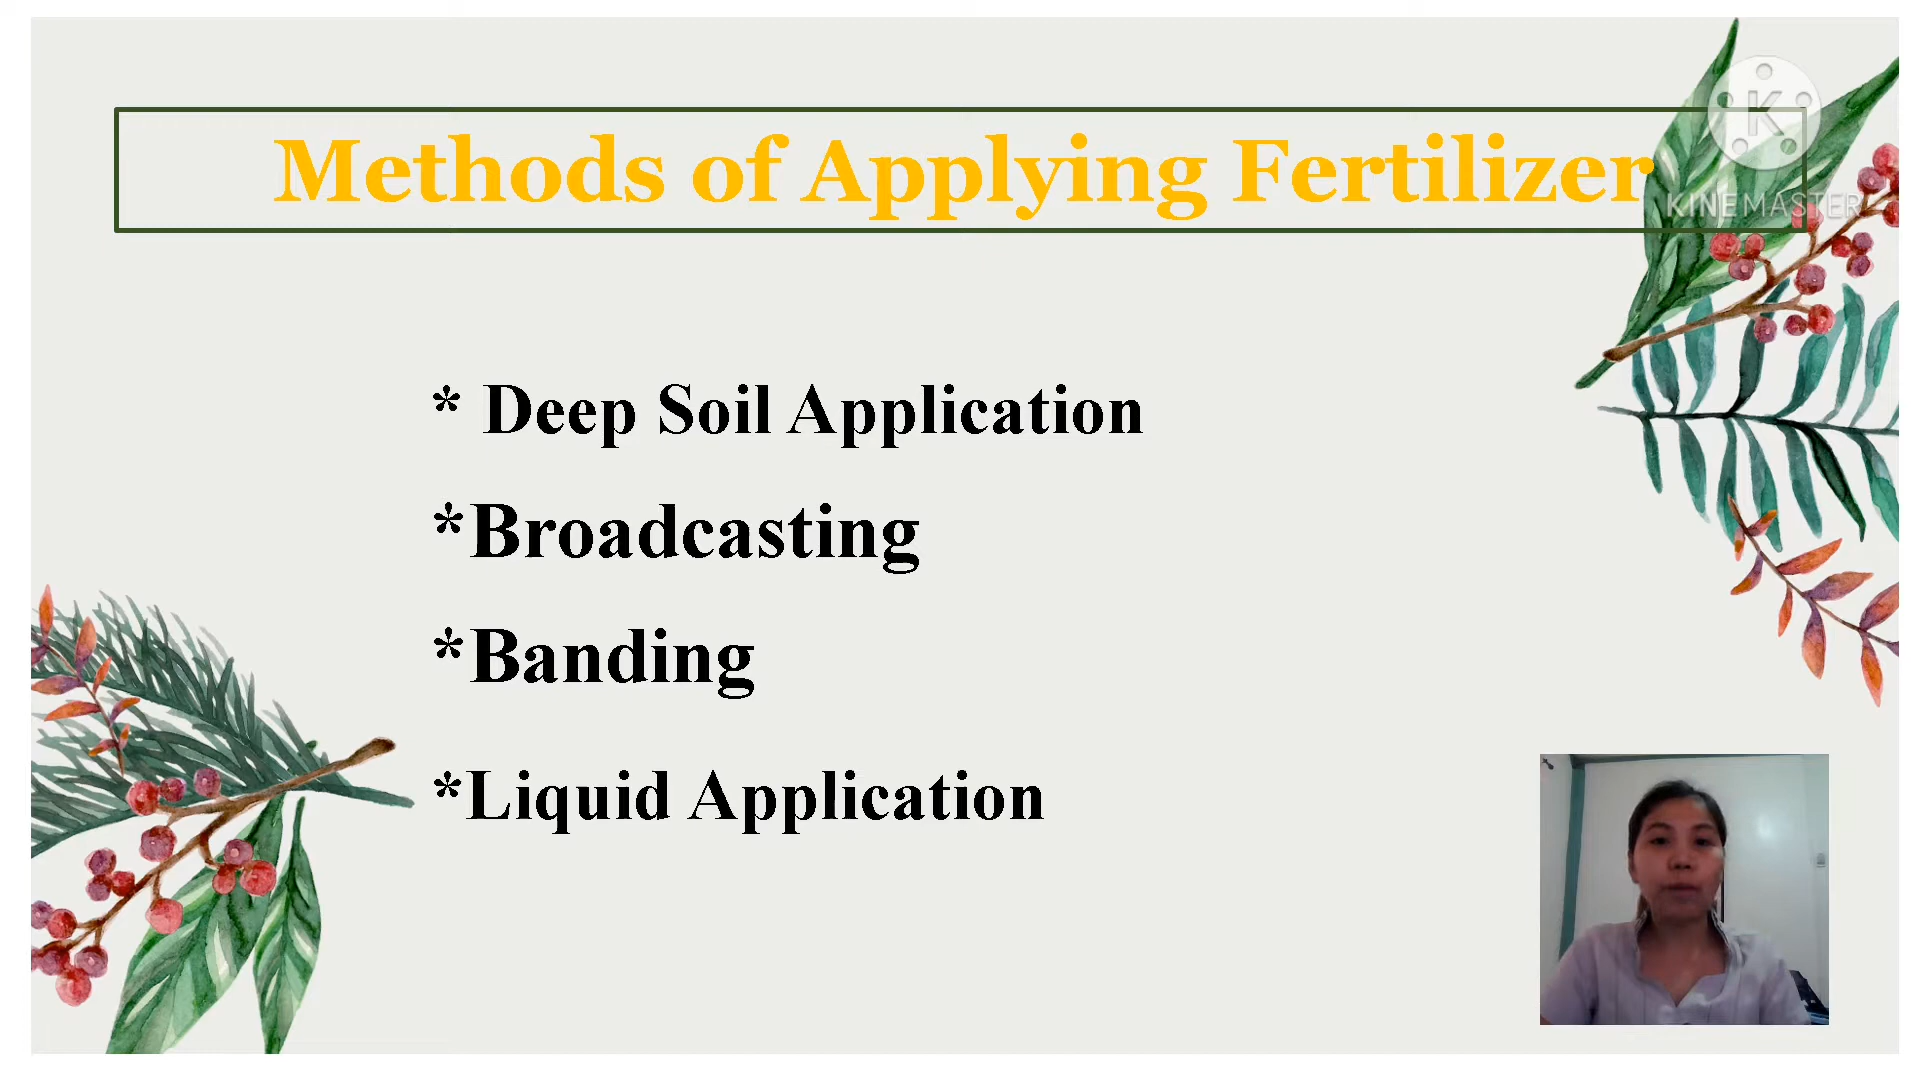 Methods of Applying Fertilizer
K
KINEMASTER
* Deep Soil Application
*Broadcasting
*Banding
*Liquid Application